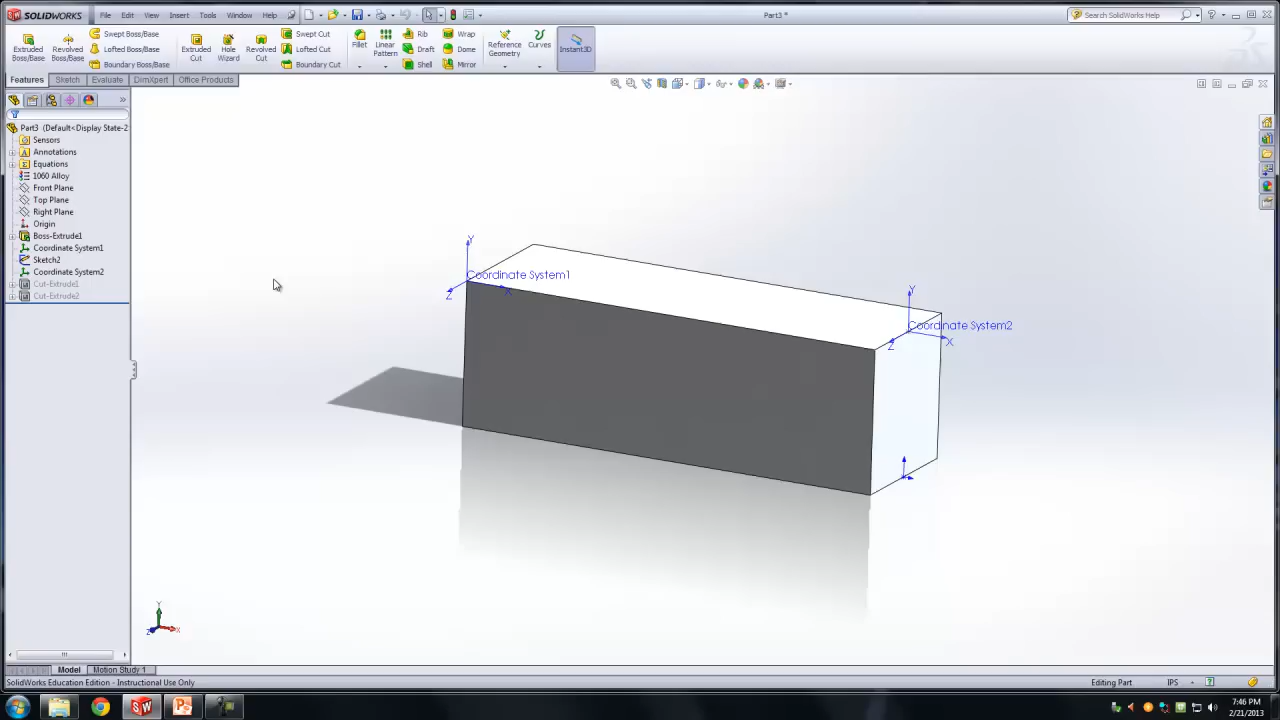 SOLIDWORKS File Edit View Insert Tools Window Help Part3 * Search SolidWorks Help
Extruded Boss/Base
Revolved Boss/Base
Swept Boss/Base
Lofted Boss/Base
Boundary Boss/Base
Extruded Cut
Hole Wizard
Revolved Cut
Swept Cut
Lofted Cut
Boundary Cut
Fillet
Linear Pattern
Rib
Draft
Shell
Wrap
Dome
Mirror
Reference Geometry
Curves
Instant3D
Features Sketch Evaluate DimXpert Office Products
Part3 (Default<Display State-2
Sensors
Annotations
Equations
1060 Alloy
Front Plane
Top Plane
Right Plane
Origin
Boss-Extrude1
Coordinate System1
Sketch2
Coordinate System2
Cut-Extrude1
Cut-Extrude2
Y
Coordinate System1
Z X
Y
Coordinate System2
Z X
Y
Z X
Model Motion Study 1
SolidWorks Education Edition - Instructional Use Only Editing Part IPS
7:46 PM
2/21/2013